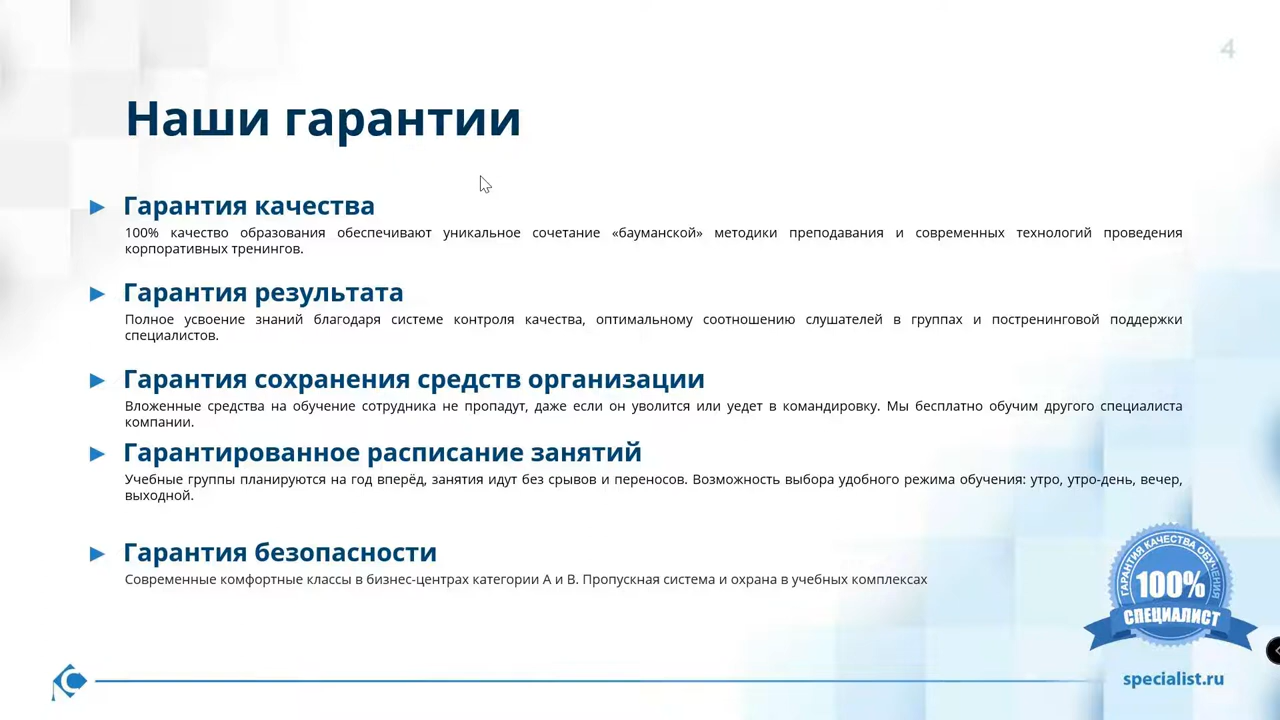 4
Наши гарантии
Гарантия качества
100% качество образования обеспечивают уникальное сочетание «бауманской» методики преподавания и современных технологий проведения
корпоративных тренингов.
Гарантия результата
Полное усвоение знаний благодаря системе контроля качества, оптимальному соотношению слушателей в группах и постренинговой поддержки
специалистов.
Гарантия сохранения средств организации
Вложенные средства на обучение сотрудника не пропадут, даже если он уволится или уедет в командировку. Мы бесплатно обучим другого специалиста
компании.
Гарантированное расписание занятий
Учебные группы планируются на год вперёд, занятия идут без срывов и переносов. Возможность выбора удобного режима обучения: утро, утро-день, вечер,
выходной.
Гарантия безопасности
Современные комфортные классы в бизнес-центрах категории А и В. Пропускная система и охрана в учебных комплексах
ГАРАНТИЯ КАЧЕСТВА ОБУЧЕНИЯ
100%
СПЕЦИАЛИСТ
specialist.ru